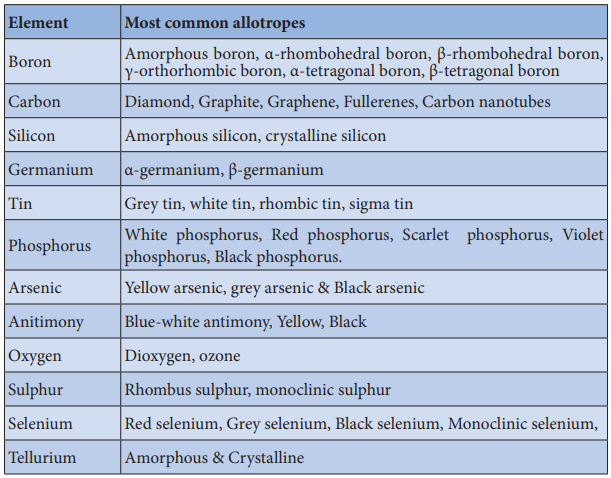 Element Most common allotropes
Boron Amorphous boron, α-rhombohedral boron, β-rhombohedral boron,
γ-orthorhombic boron, α-tetragonal boron, β-tetragonal boron
Carbon Diamond, Graphite, Graphene, Fullerenes, Carbon nanotubes
Silicon Amorphous silicon, crystalline silicon
Germanium α-germanium, β-germanium
Tin Grey tin, white tin, rhombic tin, sigma tin
Phosphorus White phosphorus, Red phosphorus, Scarlet phosphorus, Violet
phosphorus, Black phosphorus.
Arsenic Yellow arsenic, grey arsenic & Black arsenic
Anitimony Blue-white antimony, Yellow, Black
Oxygen Dioxygen, ozone
Sulphur Rhombus sulphur, monoclinic sulphur
Selenium Red selenium, Grey selenium, Black selenium, Monoclinic selenium,
Tellurium Amorphous & Crystalline